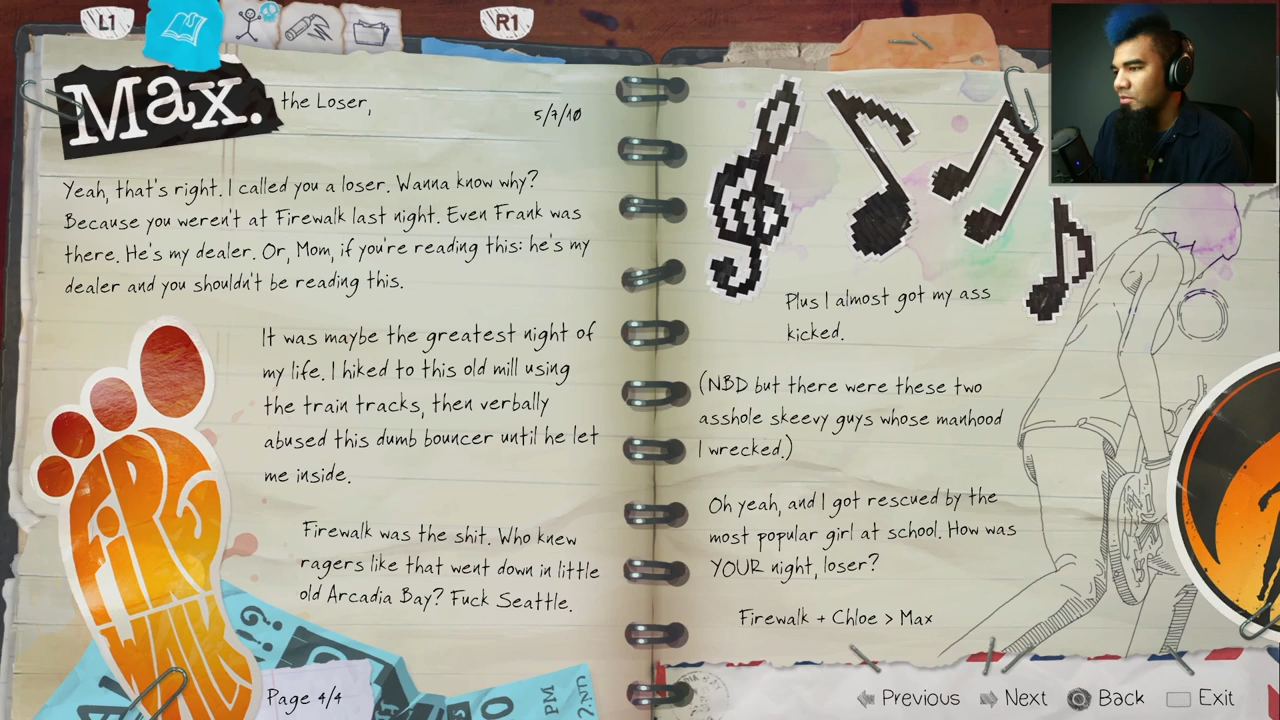 L1
R1
Max. the Loser,
5/7/10
Yeah, that's right. I called you a loser. Wanna know why?
Because you weren't at Firewalk last night. Even Frank was
there. He's my dealer. Or, Mom, if you're reading this: he's my
dealer and you shouldn't be reading this.
It was maybe the greatest night of
my life. I hiked to this old mill using
the train tracks, then verbally
abused this dumb bouncer until he let
me inside.
Firewalk was the shit. Who knew
ragers like that went down in little
old Arcadia Bay? Fuck Seattle.
FIRE
WALK
PM
Page 4/4
Plus I almost got my ass
kicked.
(NBD but there were these two
asshole skeevy guys whose manhood
I wrecked.)
Oh yeah, and I got rescued by the
most popular girl at school. How was
YOUR night, loser?
Firewalk + Chloe > Max
Previous Next Back Exit